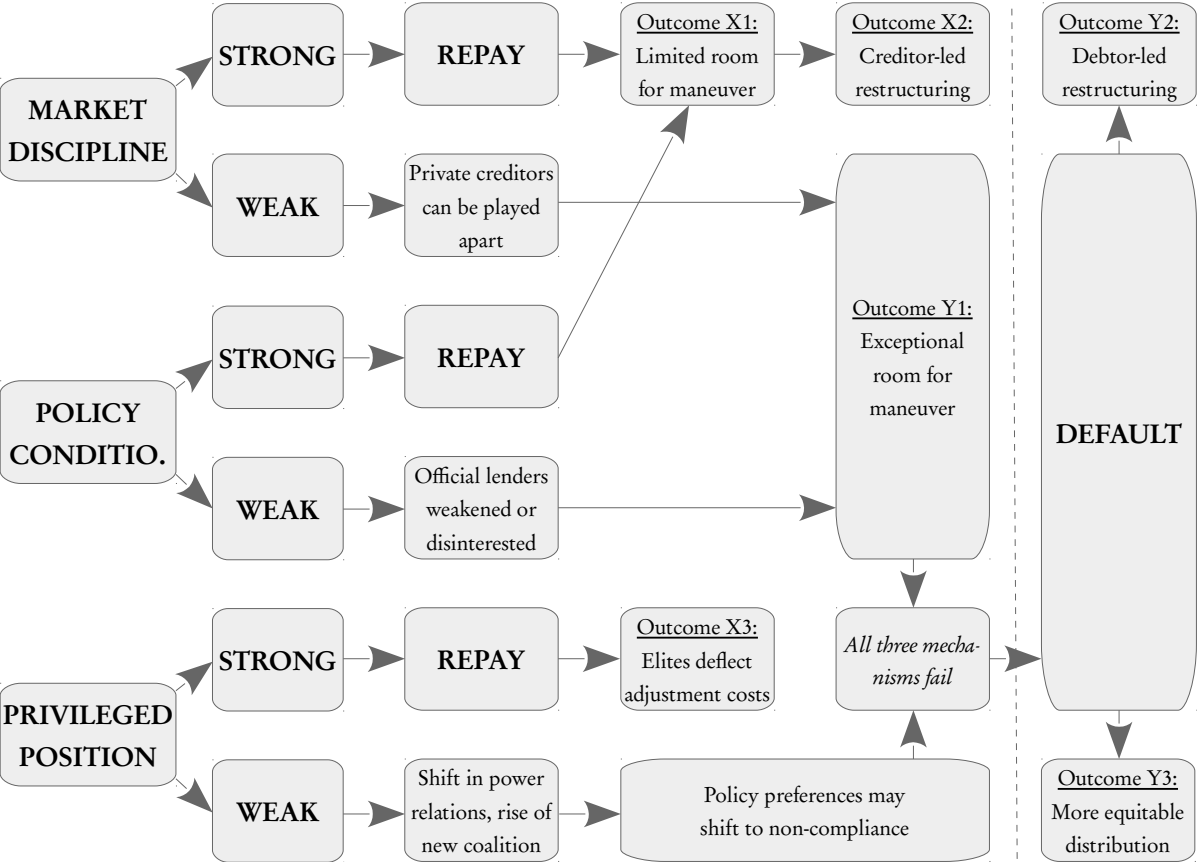 MARKET
DISCIPLINE
STRONG
REPAY
Outcome X1:
Limited room
for maneuver
Outcome X2:
Creditor-led
restructuring
Outcome Y2:
Debtor-led
restructuring
WEAK
Private creditors
can be played
apart
POLICY
CONDITIO.
STRONG
REPAY
Outcome Y1:
Exceptional
room for
maneuver
DEFAULT
WEAK
Official lenders
weakened or
disinterested
PRIVILEGED
POSITION
STRONG
REPAY
Outcome X3:
Elites deflect
adjustment costs
All three mecha-
nisms fail
WEAK
Shift in power
relations, rise of
new coalition
Policy preferences may
shift to non-compliance
Outcome Y3:
More equitable
distribution